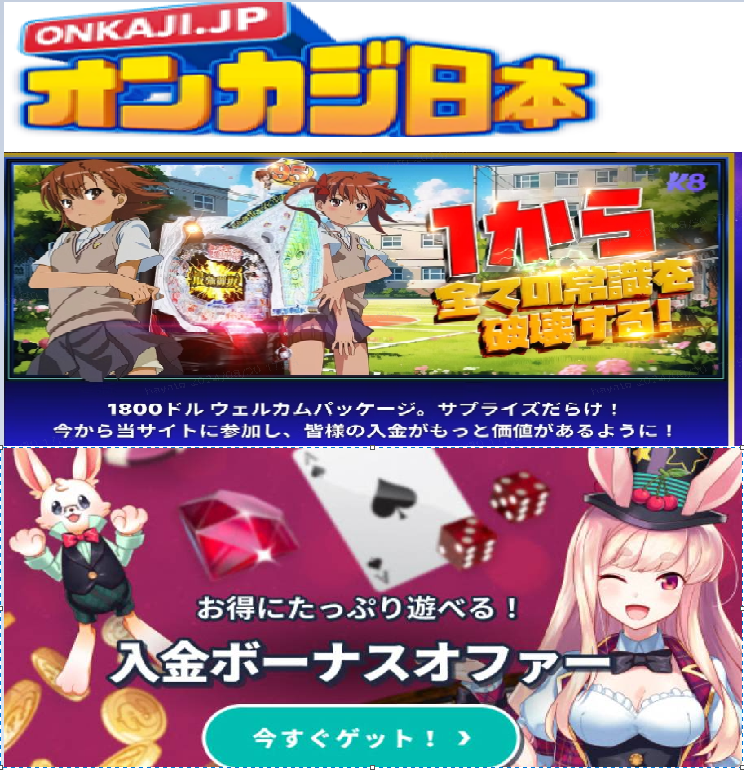 ONKAJI.JP
オンカジ日本
K8
1から
全ての常識を
破壊する!
1800ドル ウェルカムパッケージ。サプライズだらけ！
今から当サイトに参加し、皆様の入金がもっと価値があるように！
お得にたっぷり遊べる！
入金ボーナスオファー
今すぐゲット！ >